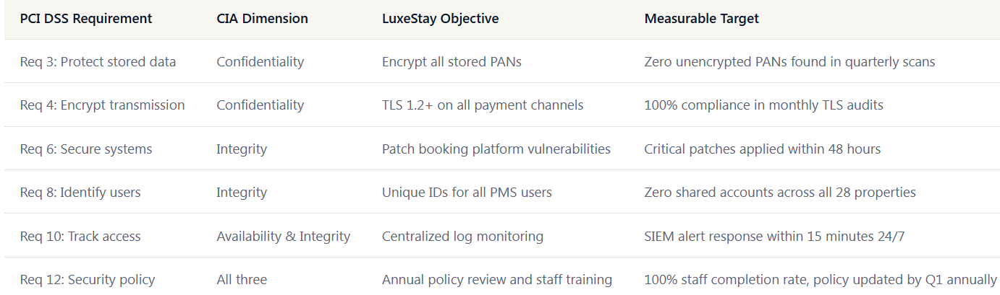 PCI DSS Requirement CIA Dimension LuxeStay Objective Measurable Target
Req 3: Protect stored data Confidentiality Encrypt all stored PANs Zero unencrypted PANs found in quarterly scans
Req 4: Encrypt transmission Confidentiality TLS 1.2+ on all payment channels 100% compliance in monthly TLS audits
Req 6: Secure systems Integrity Patch booking platform vulnerabilities Critical patches applied within 48 hours
Req 8: Identify users Integrity Unique IDs for all PMS users Zero shared accounts across all 28 properties
Req 10: Track access Availability & Integrity Centralized log monitoring SIEM alert response within 15 minutes 24/7
Req 12: Security policy All three Annual policy review and staff training 100% staff completion rate, policy updated by Q1 annually